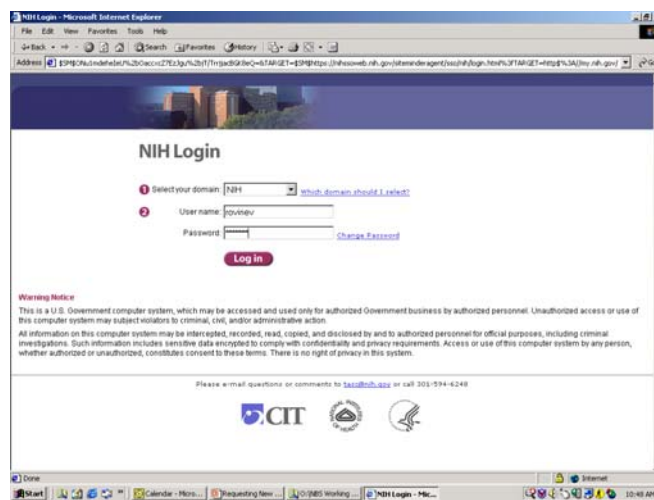 NIH Login - Microsoft Internet Explorer
File Edit View Favorites Tools Help
Back Search Favorites History
Address
NIH Login
1 Select your domain: NIH Which domain should I select?
2 User name: rovinev
Password: Change Password
Log in
Warning Notice
This is a U.S. Government computer system, which may be accessed and used only for authorized Government business by authorized personnel. Unauthorized access or use of
this computer system may subject violators to criminal, civil, and/or administrative action.
All information on this computer system may be intercepted, recorded, read, copied, and disclosed by and to authorized personnel for official purposes, including criminal
investigations. Such information includes sensitive data encrypted to comply with confidentiality and privacy requirements. Access or use of this computer system by any person,
whether authorized or unauthorized, constitutes consent to these terms. There is no right of privacy in this system.
Please e-mail questions or comments to tasc@nih.gov or call 301-594-6248
CIT
Done Internet
Start Calendar - Micro... Requesting New ... O:\NBS Working ... NIH Login - Mic... 10:48 AM